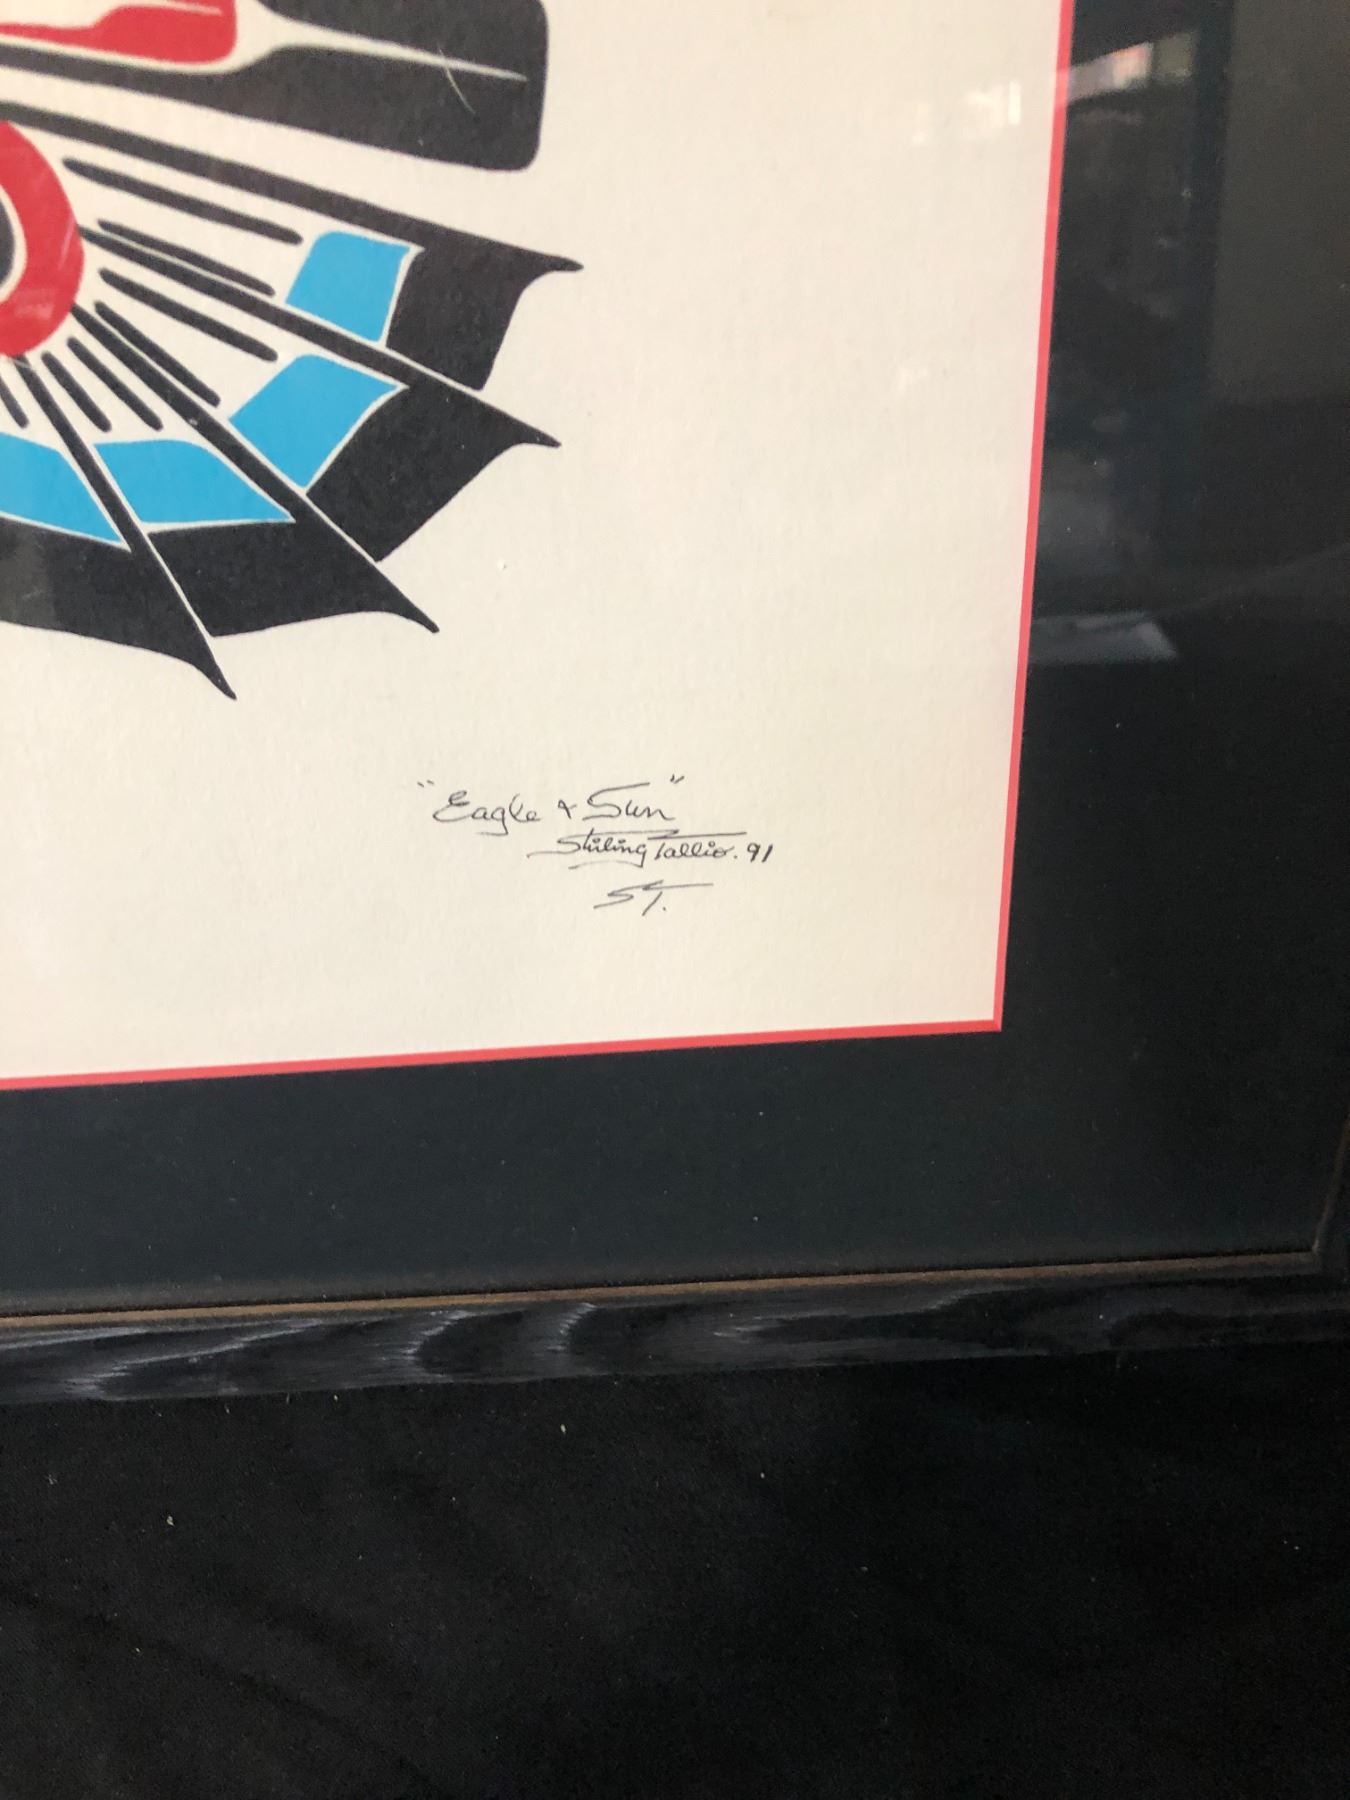 "Eagle & Sun"
Stirling Tallio. 91
ST.